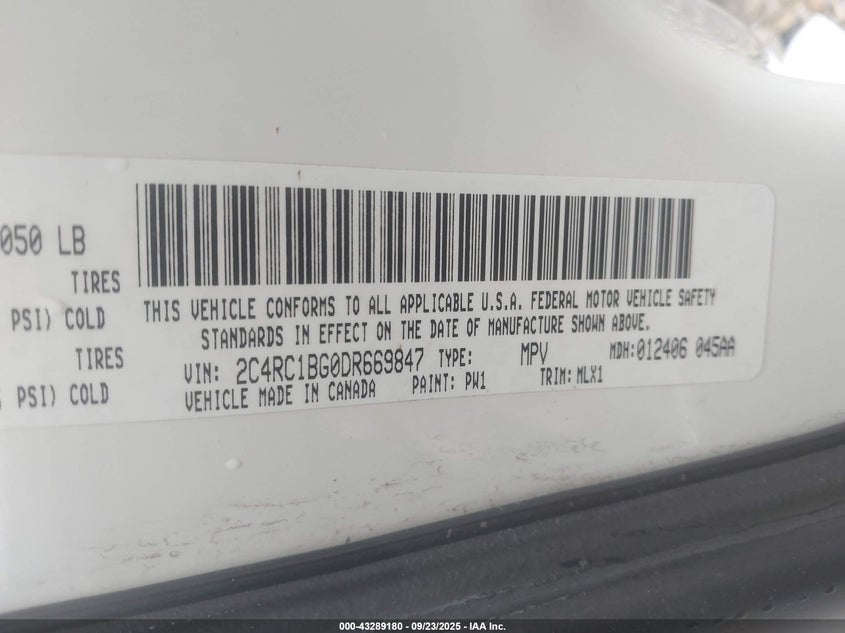 050 LB
TIRES
PSI) COLD
TIRES
PSI) COLD
THIS VEHICLE CONFORMS TO ALL APPLICABLE U.S.A. FEDERAL MOTOR VEHICLE SAFETY
STANDARDS IN EFFECT ON THE DATE OF MANUFACTURE SHOWN ABOVE.
VIN: 2C4RC1BG0DR669847 TYPE: MPV MDH:012406 045AA
VEHICLE MADE IN CANADA PAINT: PW1 TRIM: MLX1
000-43289180 - 09/23/2025 - IAA Inc.